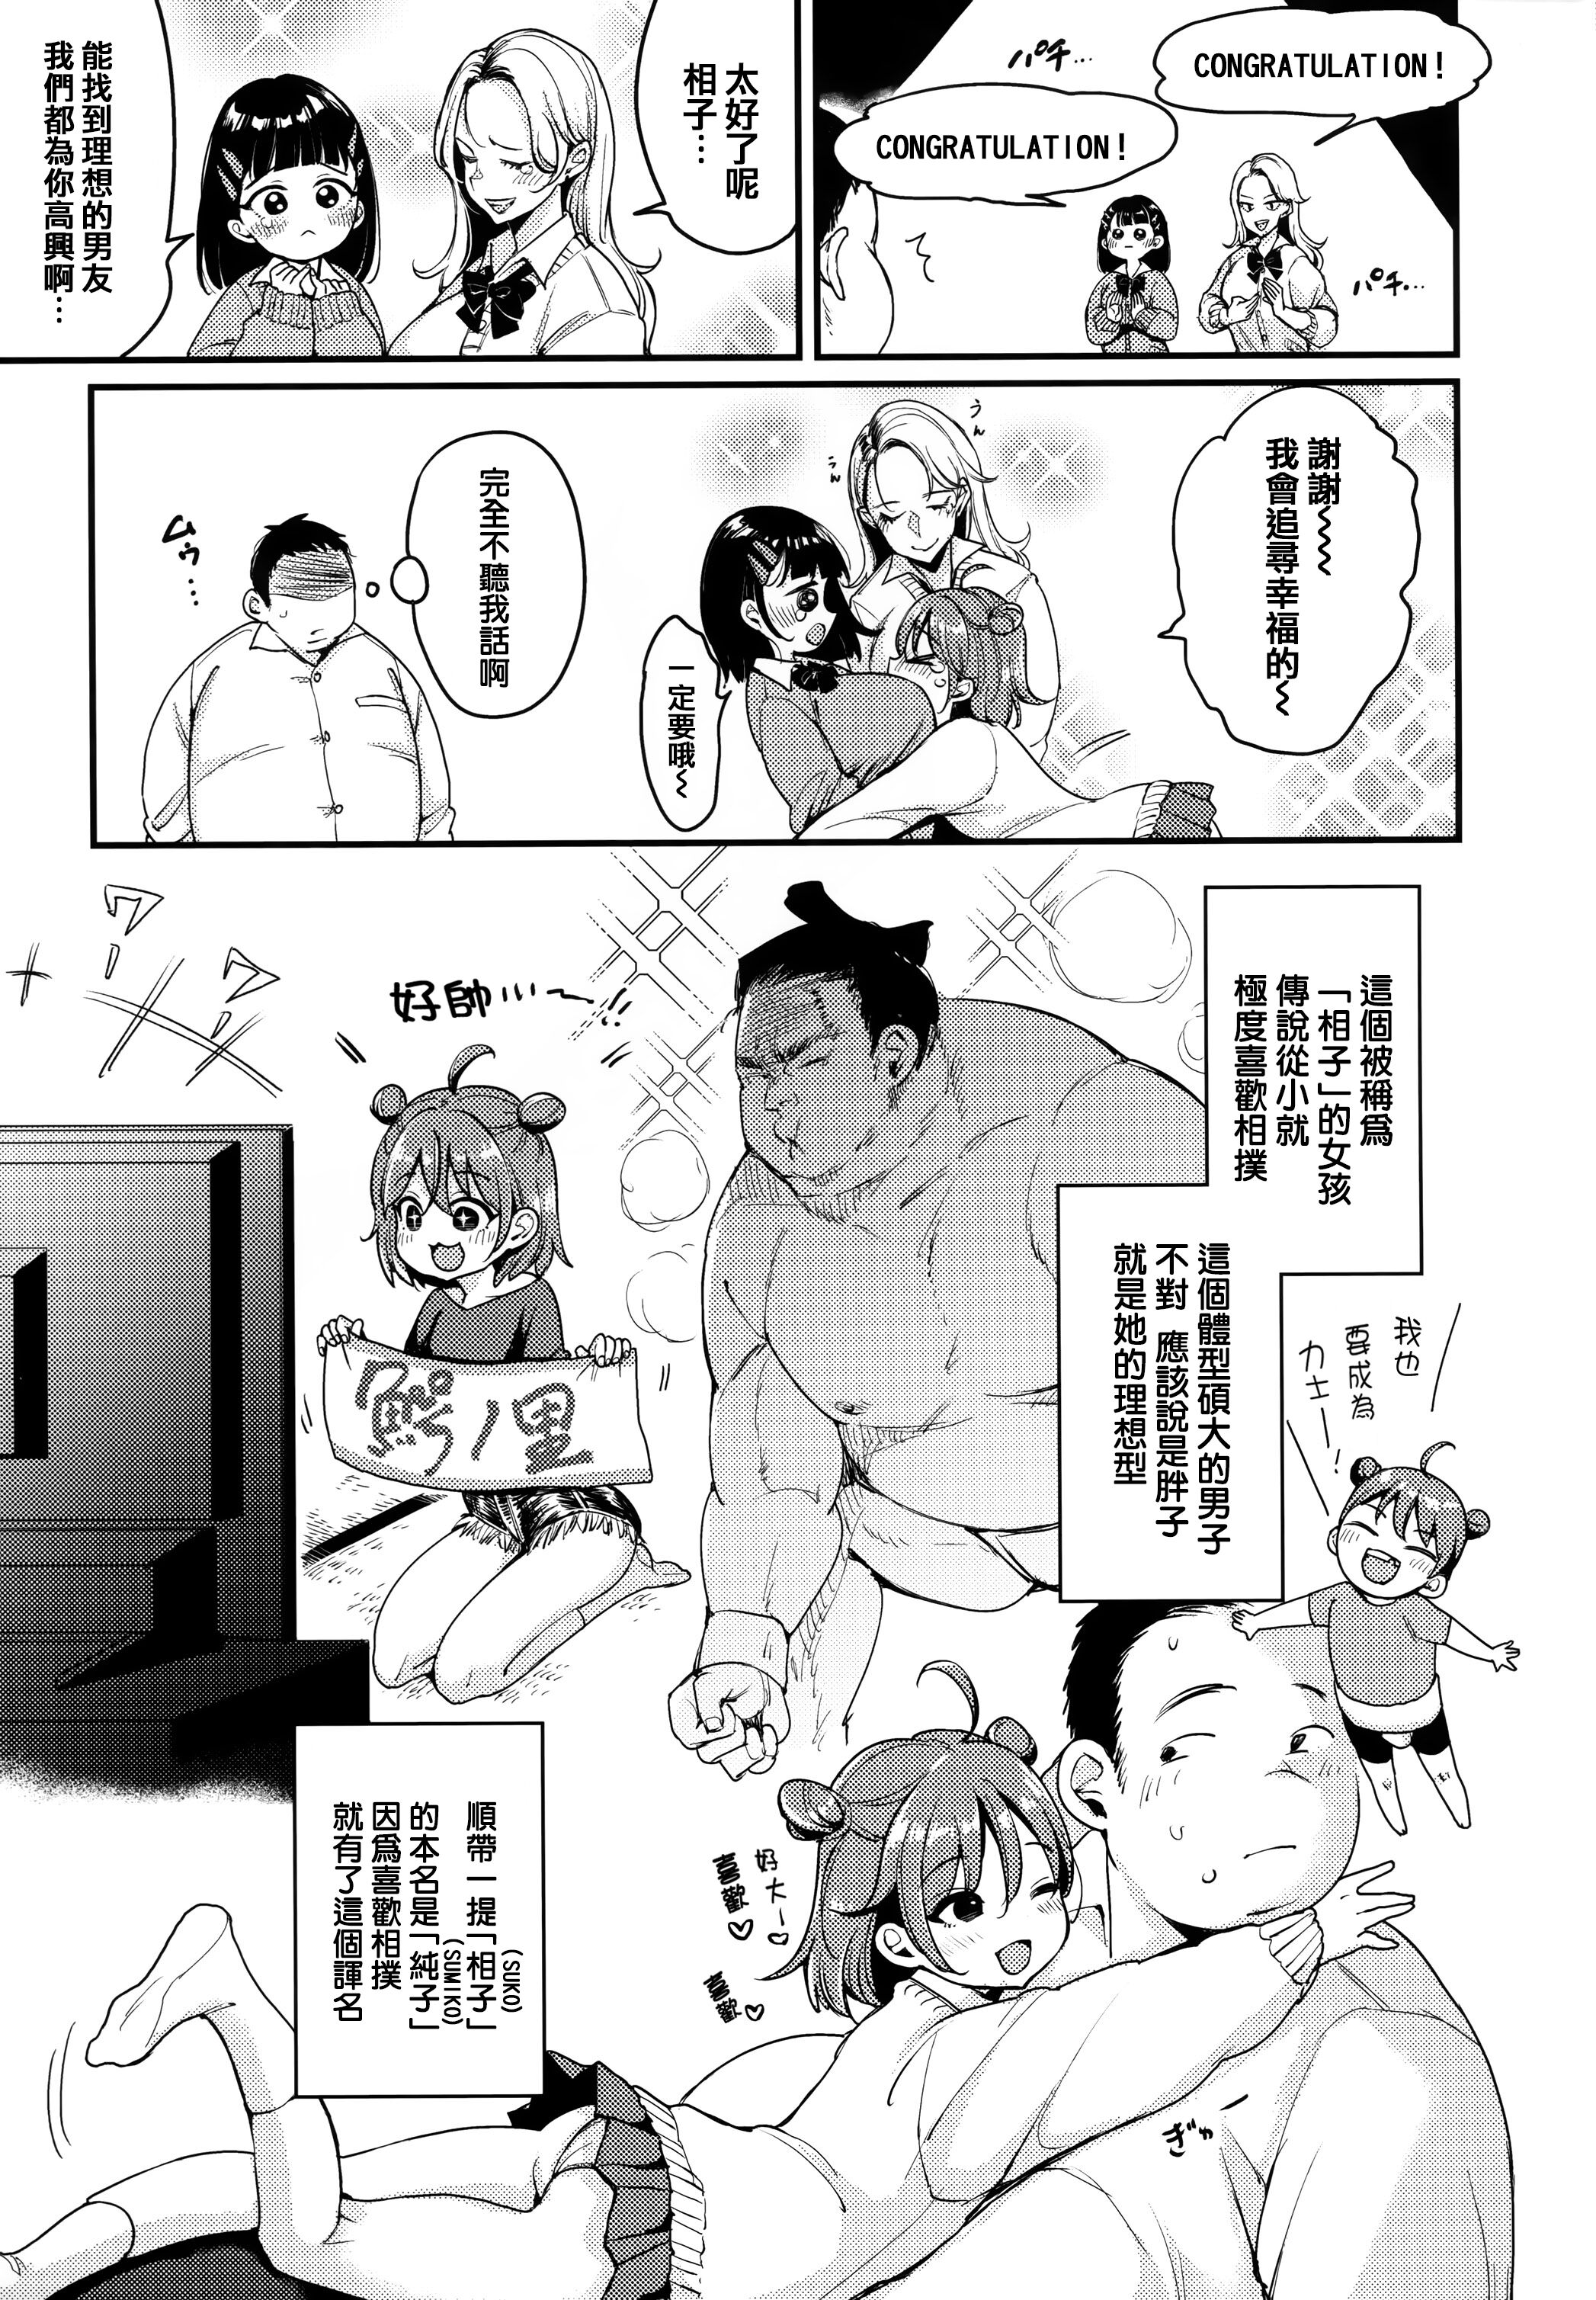 CONGRATULATION!
パチ…
CONGRATULATION!
パチ…
太好了呢
相子…
能找到理想的男友
我們都為你高興啊…
謝謝~~~
我會追尋幸福的~
うん
うん
一定要哦~
完全不聽我話啊
ムゥ…
這個被稱爲
「相子」的女孩
傳說從小就
極度喜歡相撲
這個體型碩大的男子
不對 應該說是胖子
就是她的理想型
我也
要成為
力士ー!
好帥…~!!
ワー
ワー
鰐ノ里
順帶一提「相子」
(SUKO)
的本名是「純子」
(SUMIKO)
因爲喜歡相撲
就有了這個諢名
好大ー♡
喜歡♡
喜歡♡
ぎゅ